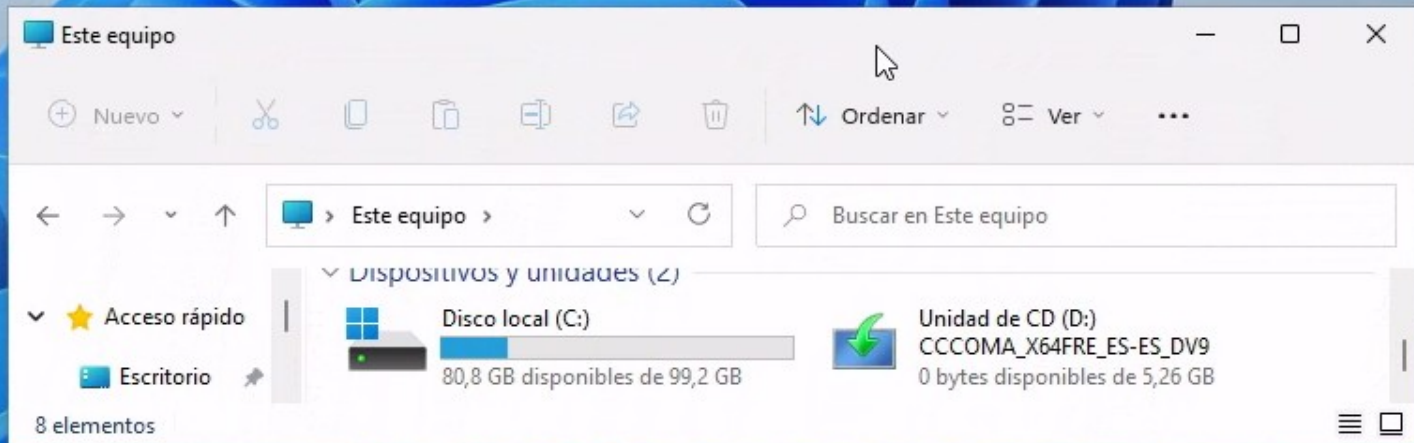 Este equipo
Nuevo
Ordenar
Ver
Este equipo
Buscar en Este equipo
Dispositivos y unidades (2)
Acceso rápido
Escritorio
Disco local (C:)
80,8 GB disponibles de 99,2 GB
Unidad de CD (D:)
CCCOMA_X64FRE_ES-ES_DV9
0 bytes disponibles de 5,26 GB
8 elementos